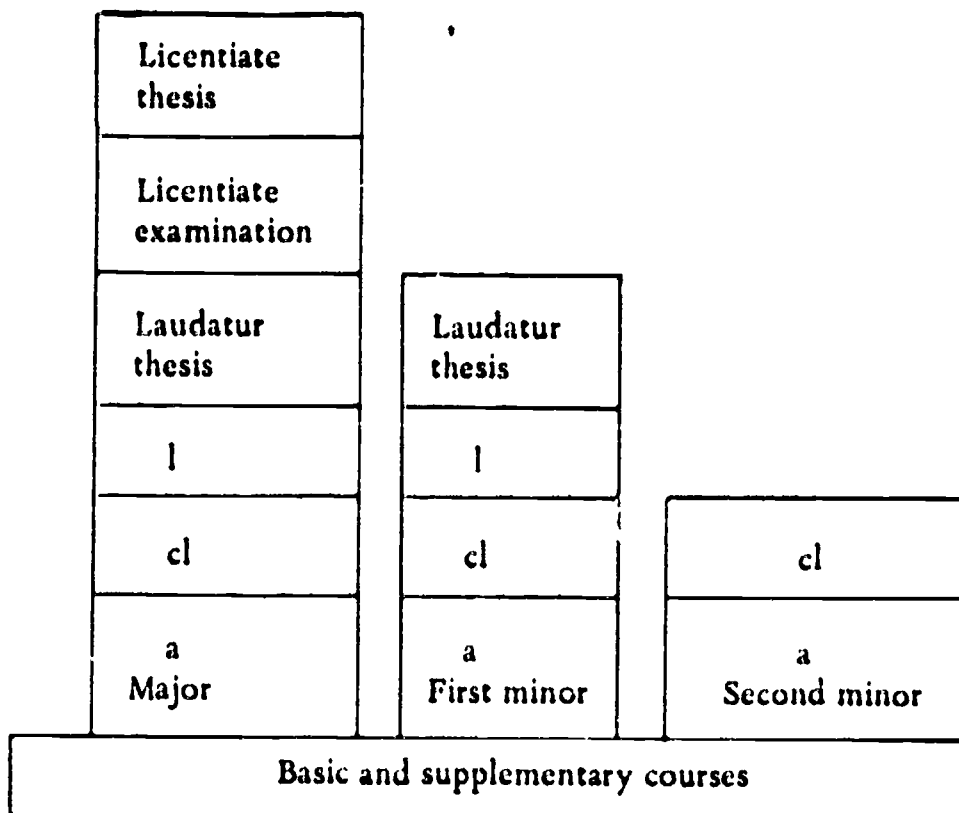 Licentiate
thesis
Licentiate
examination
Laudatur
thesis
l
cl
a
Major
Laudatur
thesis
l
cl
a
First minor
cl
a
Second minor
Basic and supplementary courses